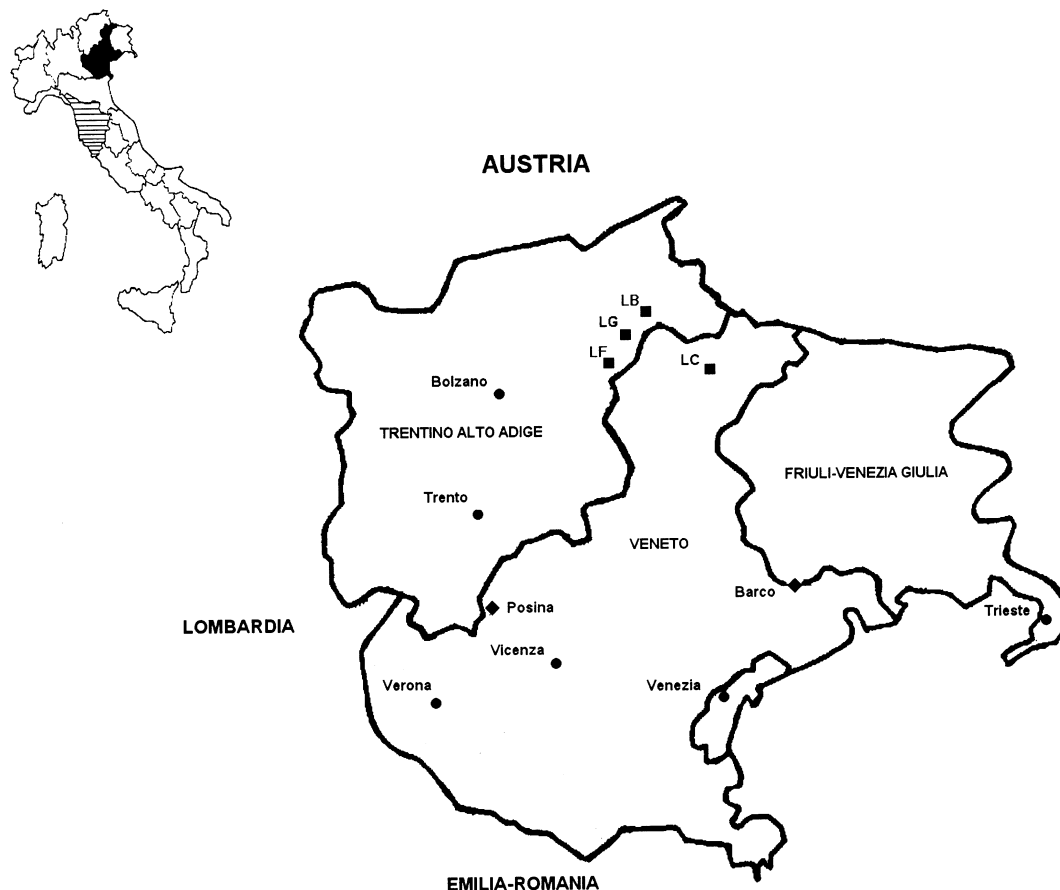 AUSTRIA
LB
LG
LF
LC
Bolzano
TRENTINO ALTO ADIGE
FRIULI-VENEZIA GIULIA
Trento
VENETO
Barco
Posina
Trieste
LOMBARDIA
Vicenza
Verona
Venezia
EMILIA-ROMANIA